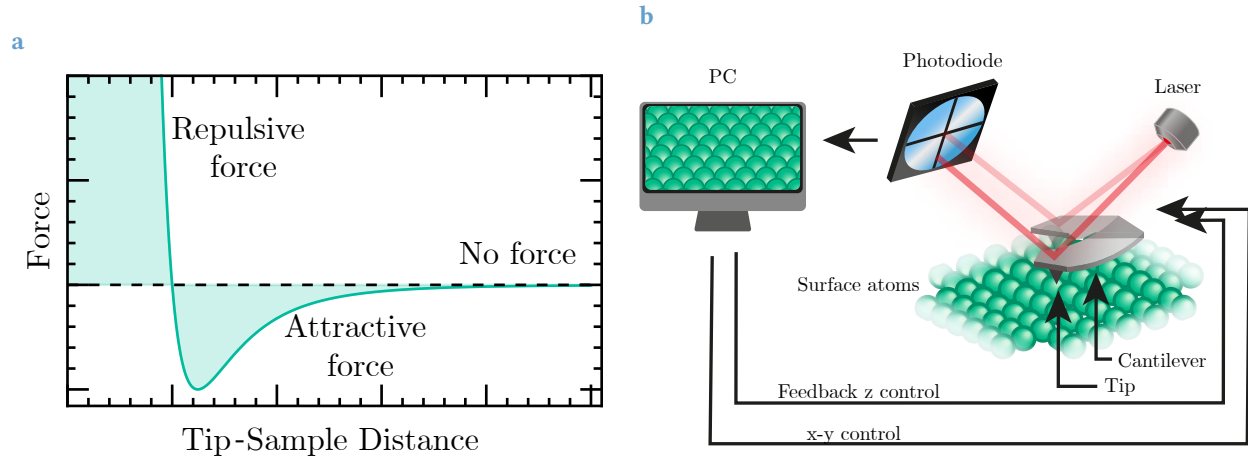 a
Force
Repulsive
force
No force
Attractive
force
Tip-Sample Distance
b
PC
Photodiode
Laser
Surface atoms
Cantilever
Tip
Feedback z control
x-y control